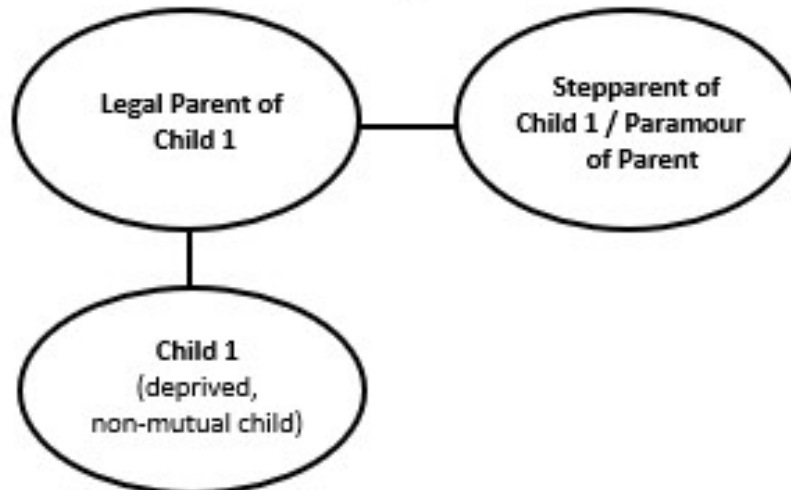 Legal Parent of
Child 1
Stepparent of
Child 1 / Paramour
of Parent
Child 1
(deprived,
non-mutual child)